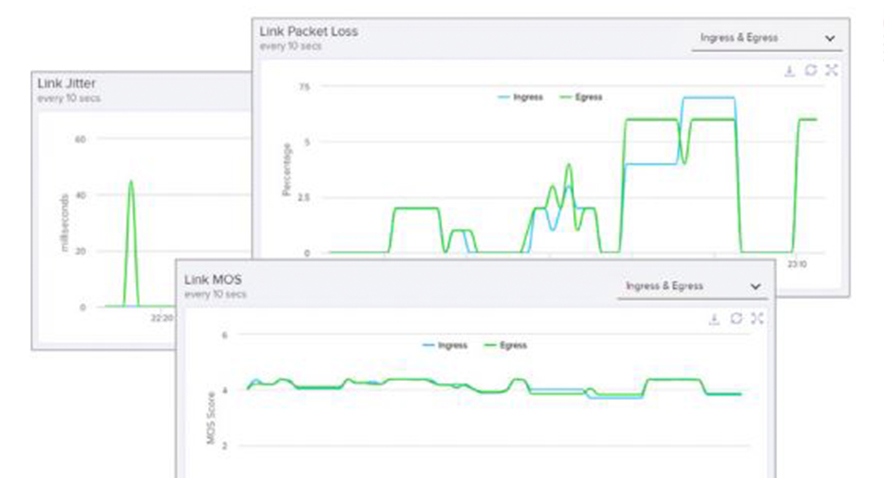 Link Packet Loss
every 10 secs
Ingress & Egress
Ingress
Egress
7.5
5
2.5
0
Percentage
23:10
Link Jitter
every 10 secs
60
40
20
0
milliseconds
22:20
Link MOS
every 10 secs
Ingress & Egress
Ingress
Egress
6
4
2
MOS Score